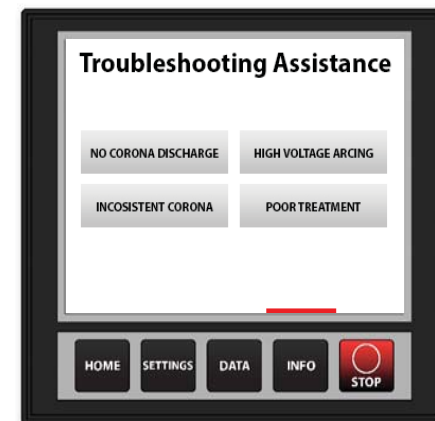 Troubleshooting Assistance
NO CORONA DISCHARGE
HIGH VOLTAGE ARCING
INCOSISTENT CORONA
POOR TREATMENT
HOME
SETTINGS
DATA
INFO
STOP